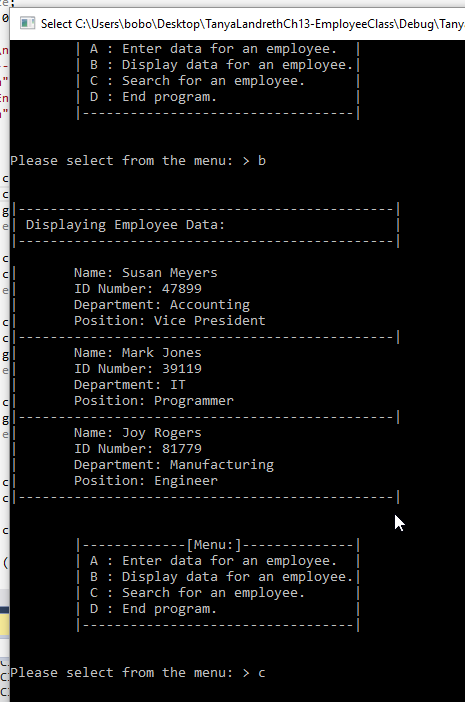 Select C:\Users\bobo\Desktop\TanyaLandrethCh13-EmployeeClass\Debug\Tanya
| A : Enter data for an employee.  |
| B : Display data for an employee.|
| C : Search for an employee.      |
| D : End program.                 |
|----------------------------------|
Please select from the menu: > b
|-----------------------------------------------|
| Displaying Employee Data:                     |
|-----------------------------------------------|
|      Name: Susan Meyers
|      ID Number: 47899
|      Department: Accounting
|      Position: Vice President
|-----------------------------------------------|
|      Name: Mark Jones
|      ID Number: 39119
|      Department: IT
|      Position: Programmer
|-----------------------------------------------|
|      Name: Joy Rogers
|      ID Number: 81779
|      Department: Manufacturing
|      Position: Engineer
|-----------------------------------------------|
|-------------[Menu:]--------------|
| A : Enter data for an employee.  |
| B : Display data for an employee.|
| C : Search for an employee.      |
| D : End program.                 |
|----------------------------------|
Please select from the menu: > c